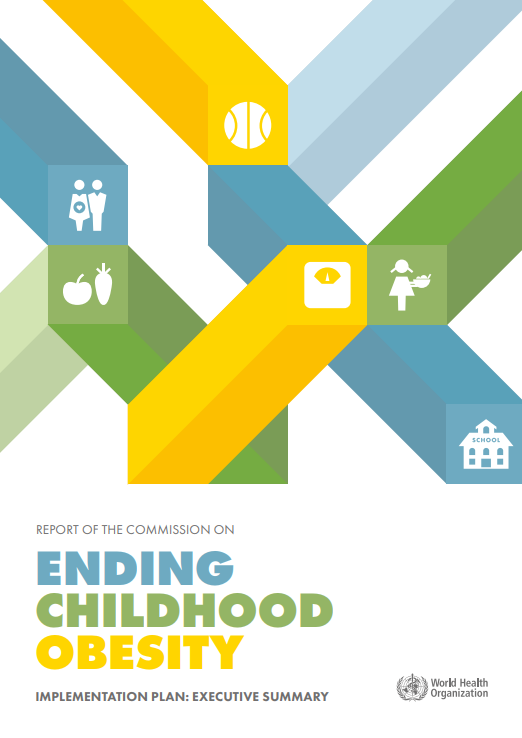 SCHOOL
REPORT OF THE COMMISSION ON
ENDING
CHILDHOOD
OBESITY
IMPLEMENTATION PLAN: EXECUTIVE SUMMARY
World Health
Organization